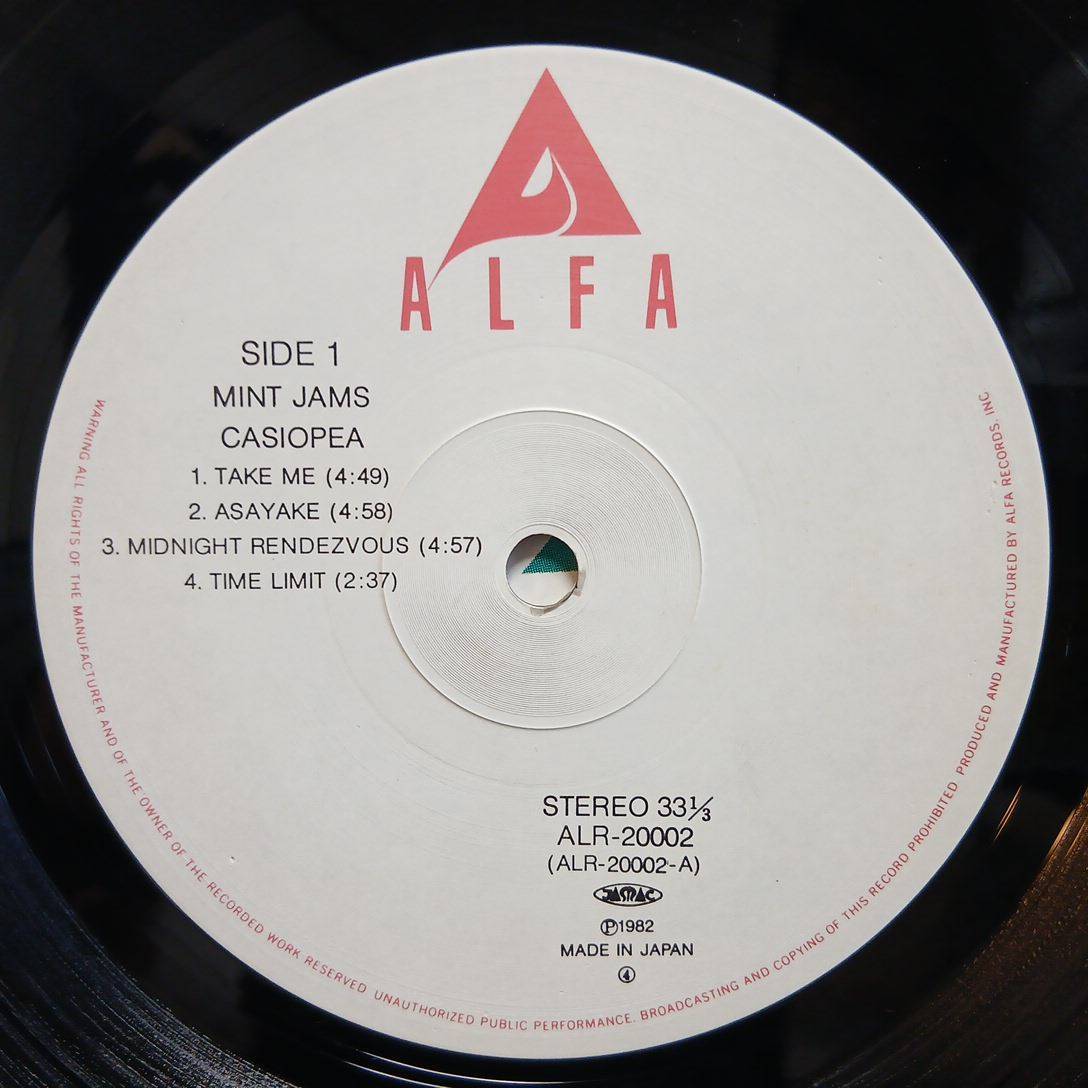 ALFA
SIDE 1
MINT JAMS
CASIOPEA
1. TAKE ME (4:49)
2. ASAYAKE (4:58)
3. MIDNIGHT RENDEZVOUS (4:57)
4. TIME LIMIT (2:37)
STEREO 33⅓
ALR-20002
(ALR-20002-A)
JASRAC
Ⓟ1982
MADE IN JAPAN
④
WARNING ALL RIGHTS OF THE MANUFACTURER AND OF THE OWNER OF THE RECORDED WORK RESERVED UNAUTHORIZED PUBLIC PERFORMANCE. BROADCASTING AND COPYING OF THIS RECORD PROHIBITED PRODUCED AND MANUFACTURED BY ALFA RECORDS. INC